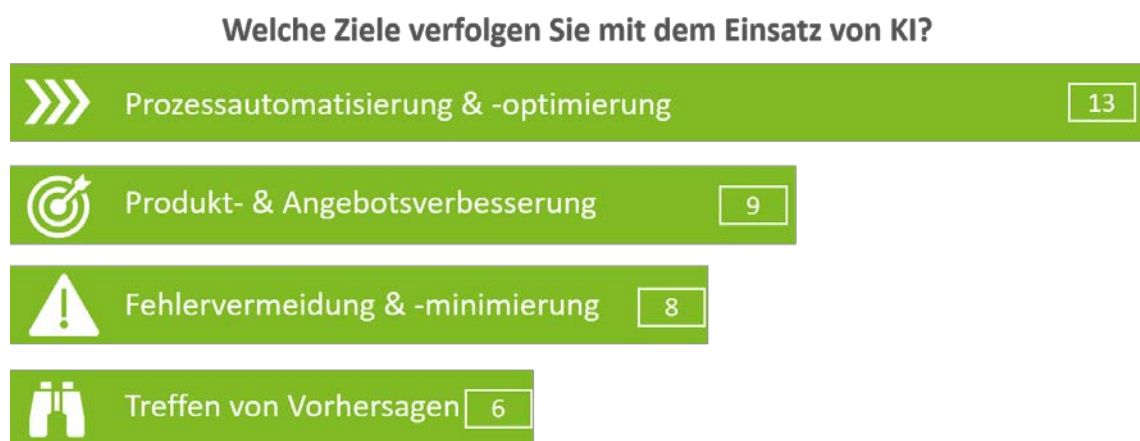 Welche Ziele verfolgen Sie mit dem Einsatz von KI?
Prozessautomatisierung & -optimierung 13
Produkt- & Angebotsverbesserung 9
Fehlervermeidung & -minimierung 8
Treffen von Vorhersagen 6